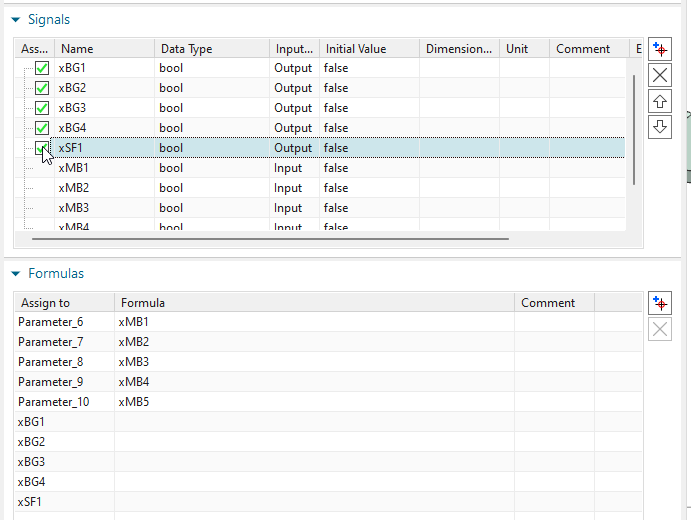 Signals
Ass... Name Data Type Input... Initial Value Dimension... Unit Comment E
xBG1 bool Output false
xBG2 bool Output false
xBG3 bool Output false
xBG4 bool Output false
xSF1 bool Output false
xMB1 bool Input false
xMB2 bool Input false
xMB3 bool Input false
xMB4 bool Input false
Formulas
Assign to Formula Comment
Parameter_6 xMB1
Parameter_7 xMB2
Parameter_8 xMB3
Parameter_9 xMB4
Parameter_10 xMB5
xBG1
xBG2
xBG3
xBG4
xSF1